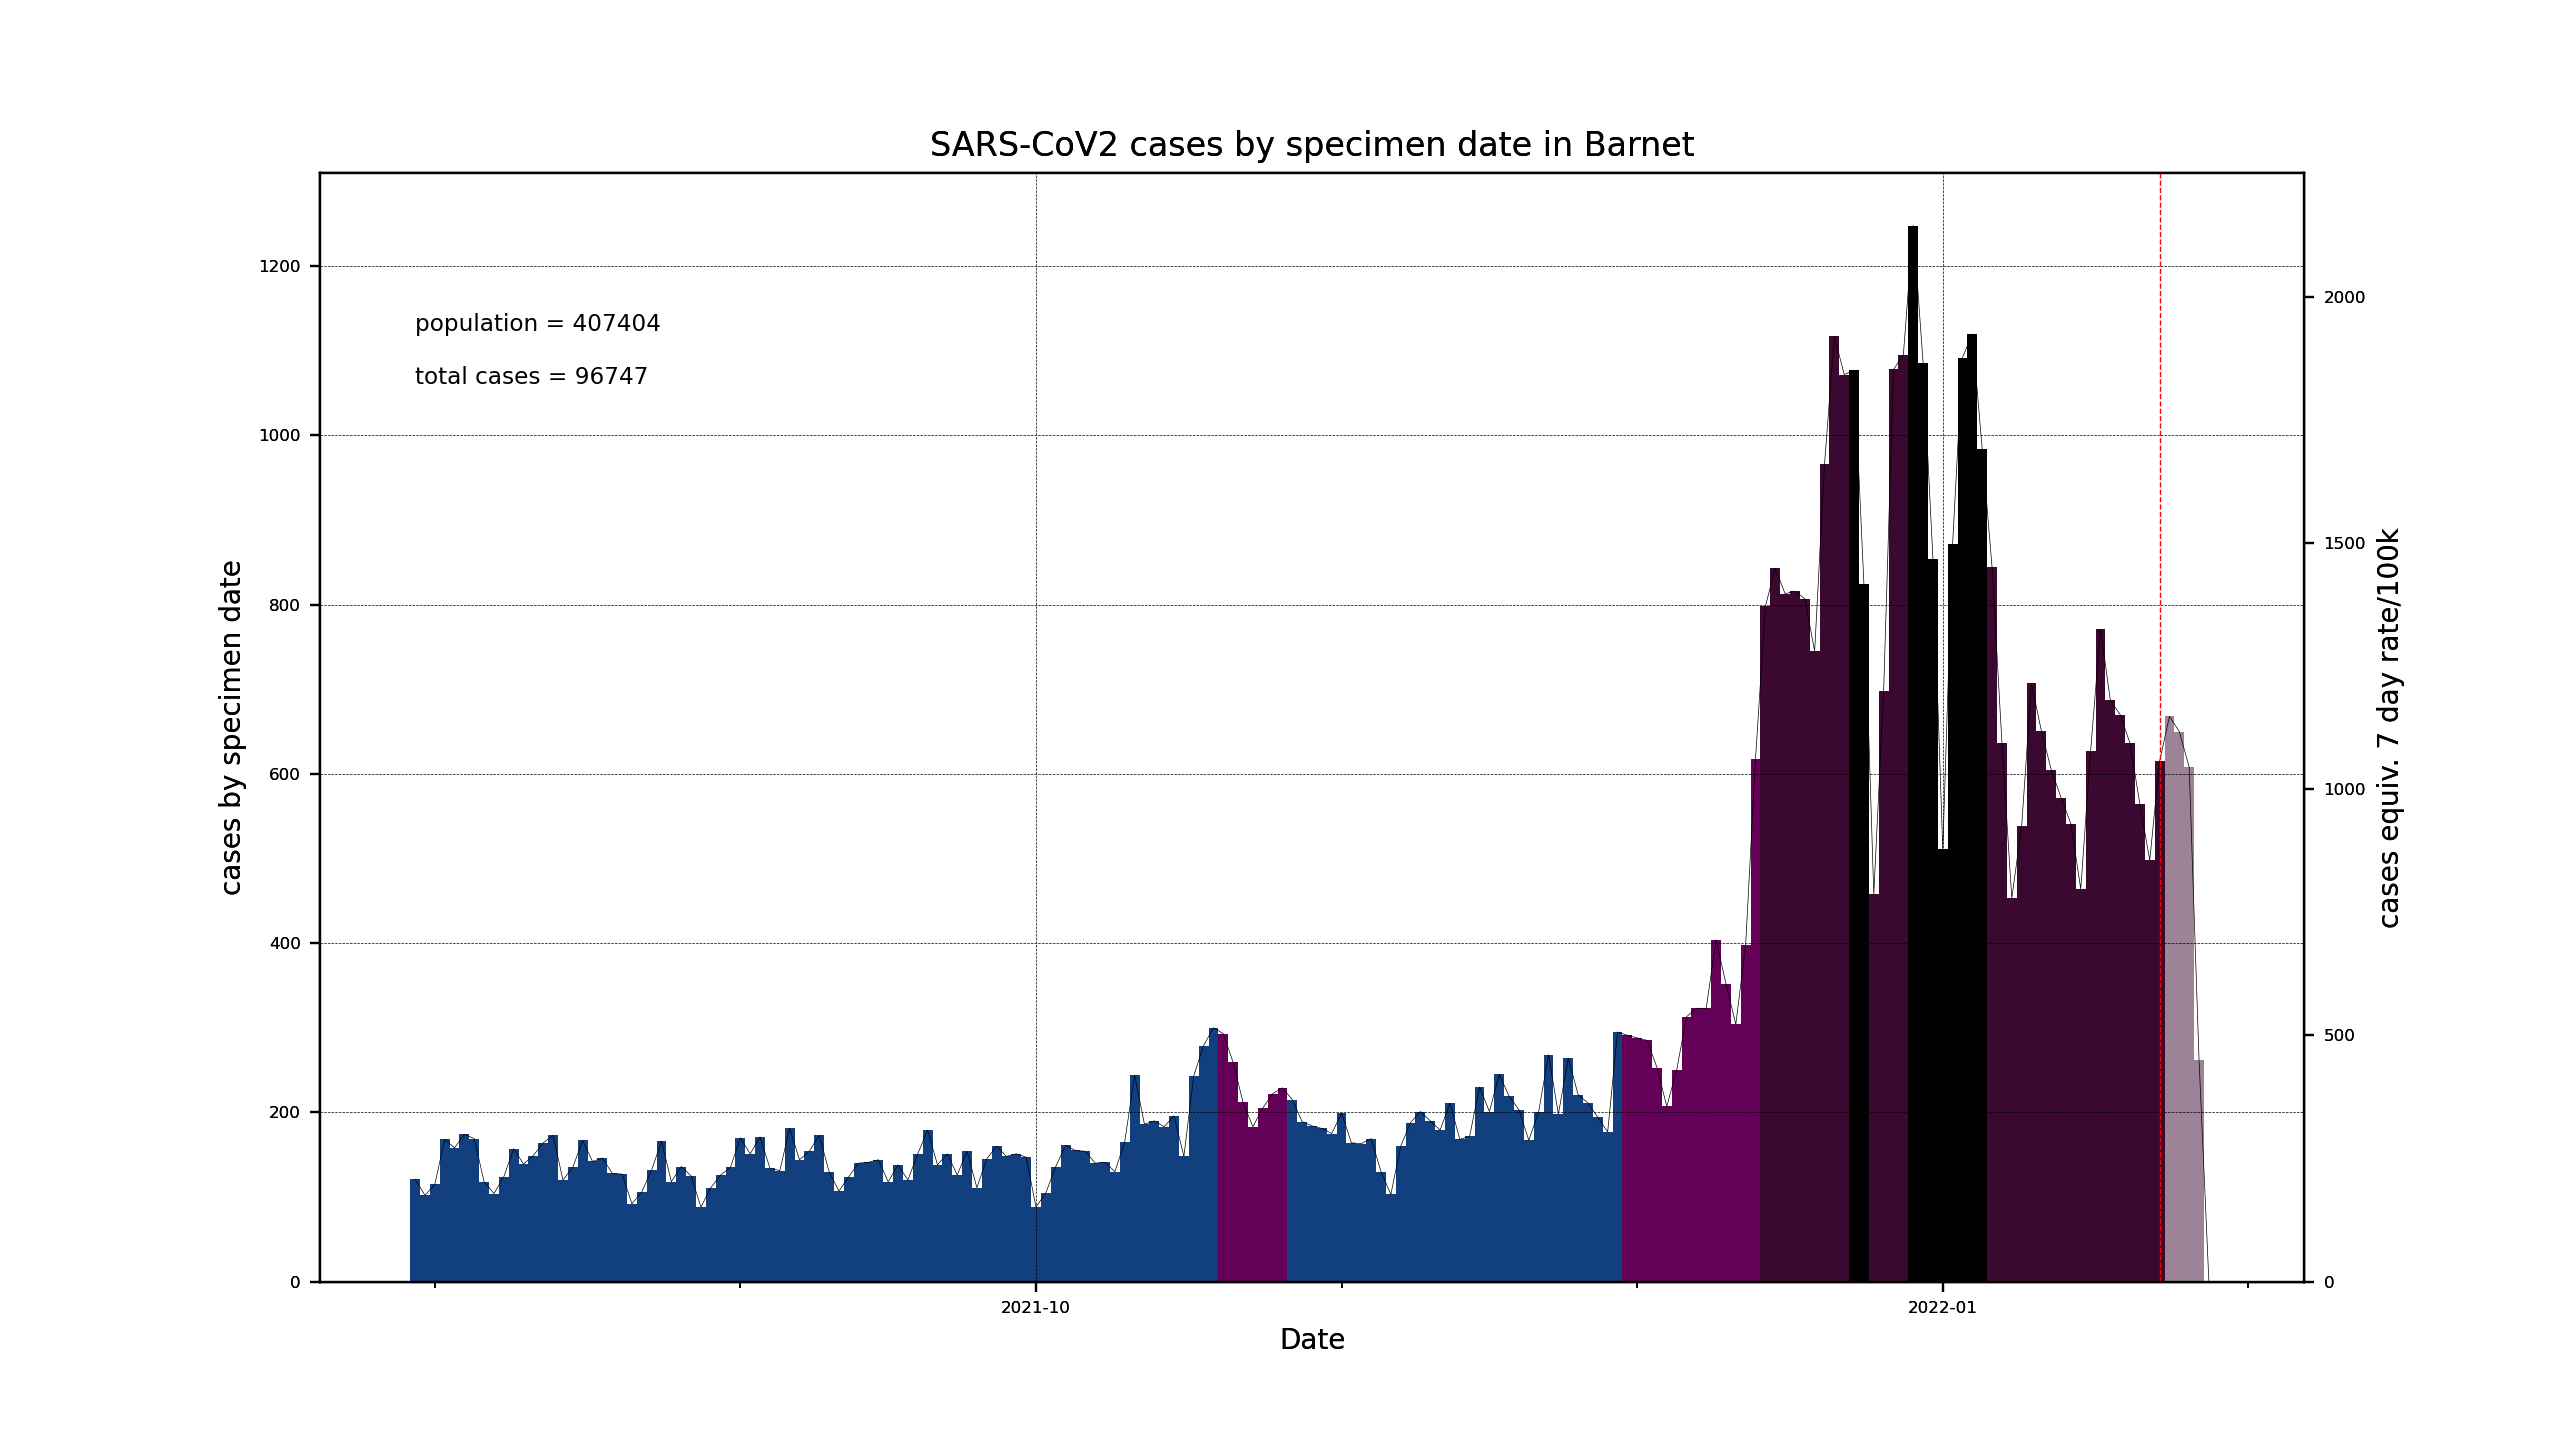 SARS-CoV2 cases by specimen date in Barnet
population = 407404
total cases = 96747
cases by specimen date
1200
1000
800
600
400
200
0
2000
1500
1000
500
0
cases equiv. 7 day rate/100k
2021-10
2022-01
Date